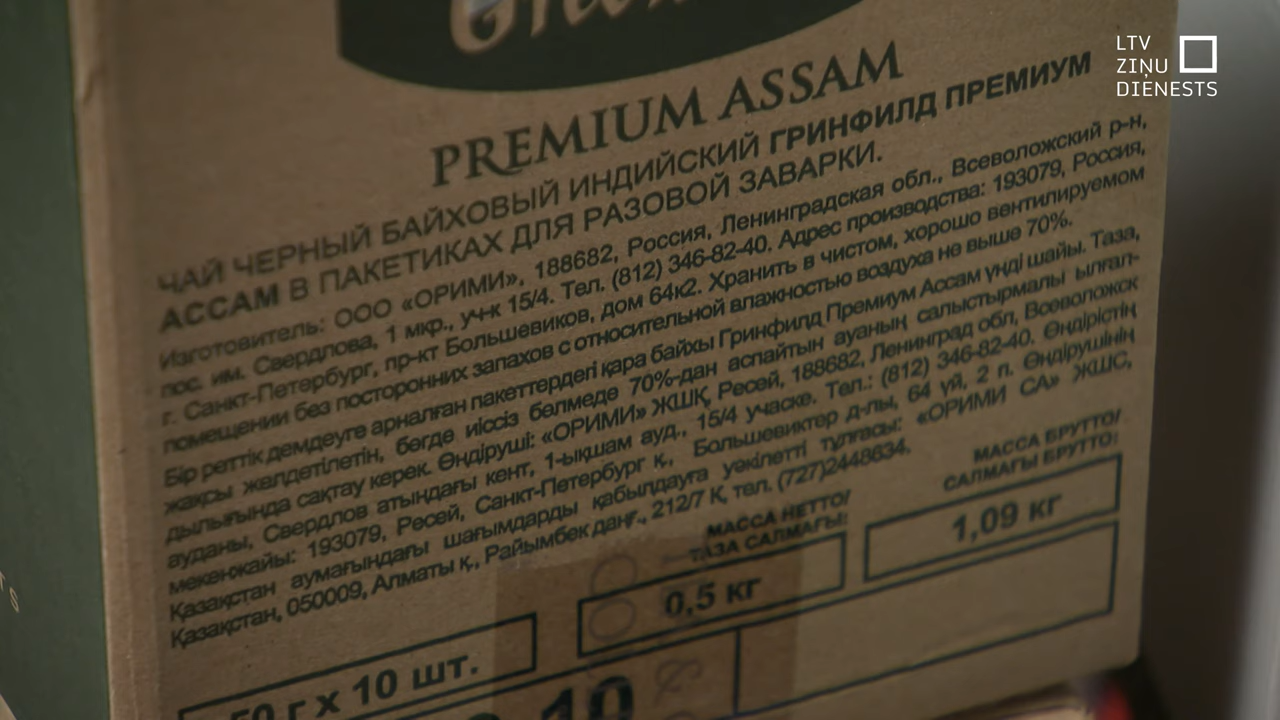 LTV
ZIŅU
DIENESTS
PREMIUM ASSAM
ЧАЙ ЧЕРНЫЙ БАЙХОВЫЙ ИНДИЙСКИЙ ГРИНФИЛД ПРЕМИУМ
АССАМ В ПАКЕТИКАХ ДЛЯ РАЗОВОЙ ЗАВАРКИ.
Изготовитель: ООО «ОРИМИ», 188682, Россия, Ленинградская обл., Всеволожский р-н,
пос. им. Свердлова, 1 мкр., уч-к 15/4. Тел. (812) 346-82-40. Адрес производства: 193079, Россия,
г. Санкт-Петербург, пр-кт Большевиков, дом 64к2. Хранить в чистом, хорошо вентилируемом
помещении без посторонних запахов с относительной влажностью воздуха не выше 70%.
Бір реттік демдеуге арналған пакеттердегі қара байхы Гринфилд Премиум Ассам үнді шайы. Таза,
жақсы желдетілетін, бөгде иіссіз бөлмеде 70%-дан аспайтын ауаның салыстырмалы ылғал-
дылығында сақтау керек. Өндіруші: «ОРИМИ» ЖШҚ, Ресей, 188682, Ленинград обл, Всеволожск
ауданы, Свердлов атындағы кент, 1-ықшам ауд., 15/4 учаске. Тел.: (812) 346-82-40. Өндірістің
мекенжайы: 193079, Ресей, Санкт-Петербург қ., Большевиктер д-лы, 64 үй, 2 п. Өндірушінің
Қазақстан аумағындағы шағымдарды қабылдауға уәкілетті тұлғасы: «ОРИМИ СА» ЖШС,
Қазақстан, 050009, Алматы қ., Райымбек даңғ., 212/7 Қ, тел. (727)2448634.
МАССА НЕТТО/
ТАЗА САЛМАҒЫ:
МАССА БРУТТО/
САЛМАҒЫ БРУТТО:
50 г х 10 шт.
0,5 кг
1,09 кг
10